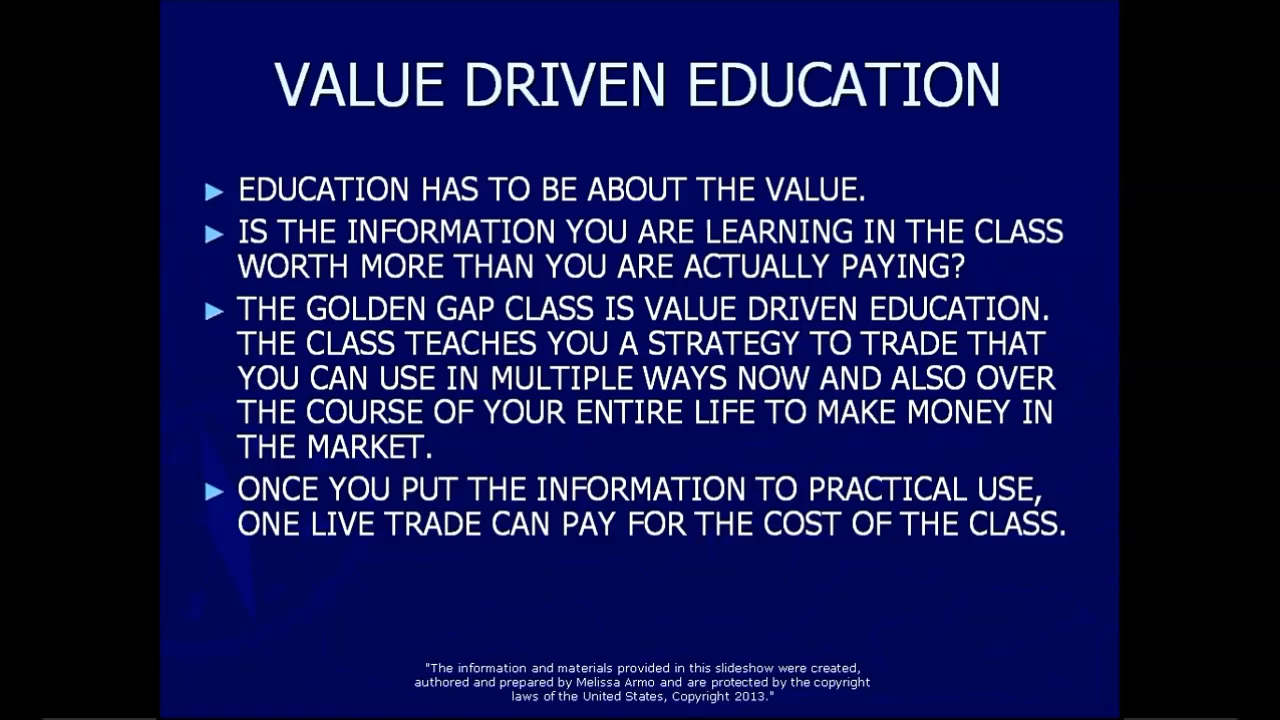 VALUE DRIVEN EDUCATION
► EDUCATION HAS TO BE ABOUT THE VALUE.
► IS THE INFORMATION YOU ARE LEARNING IN THE CLASS
WORTH MORE THAN YOU ARE ACTUALLY PAYING?
► THE GOLDEN GAP CLASS IS VALUE DRIVEN EDUCATION.
THE CLASS TEACHES YOU A STRATEGY TO TRADE THAT
YOU CAN USE IN MULTIPLE WAYS NOW AND ALSO OVER
THE COURSE OF YOUR ENTIRE LIFE TO MAKE MONEY IN
THE MARKET.
► ONCE YOU PUT THE INFORMATION TO PRACTICAL USE,
ONE LIVE TRADE CAN PAY FOR THE COST OF THE CLASS.
"The information and materials provided in this slideshow were created,
authored and prepared by Melissa Armo and are protected by the copyright
laws of the United States, Copyright 2013."